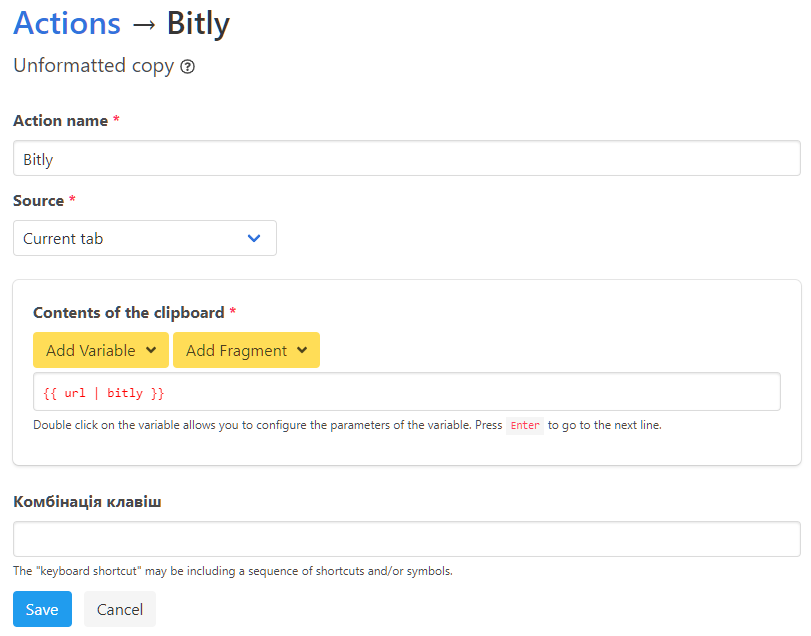 Actions → Bitly
Unformatted copy
Action name *
Bitly
Source *
Current tab
Contents of the clipboard *
Add Variable Add Fragment
{{ url | bitly }}
Double click on the variable allows you to configure the parameters of the variable. Press Enter to go to the next line.
Комбінація клавіш
The "keyboard shortcut" may be including a sequence of shortcuts and/or symbols.
Save Cancel